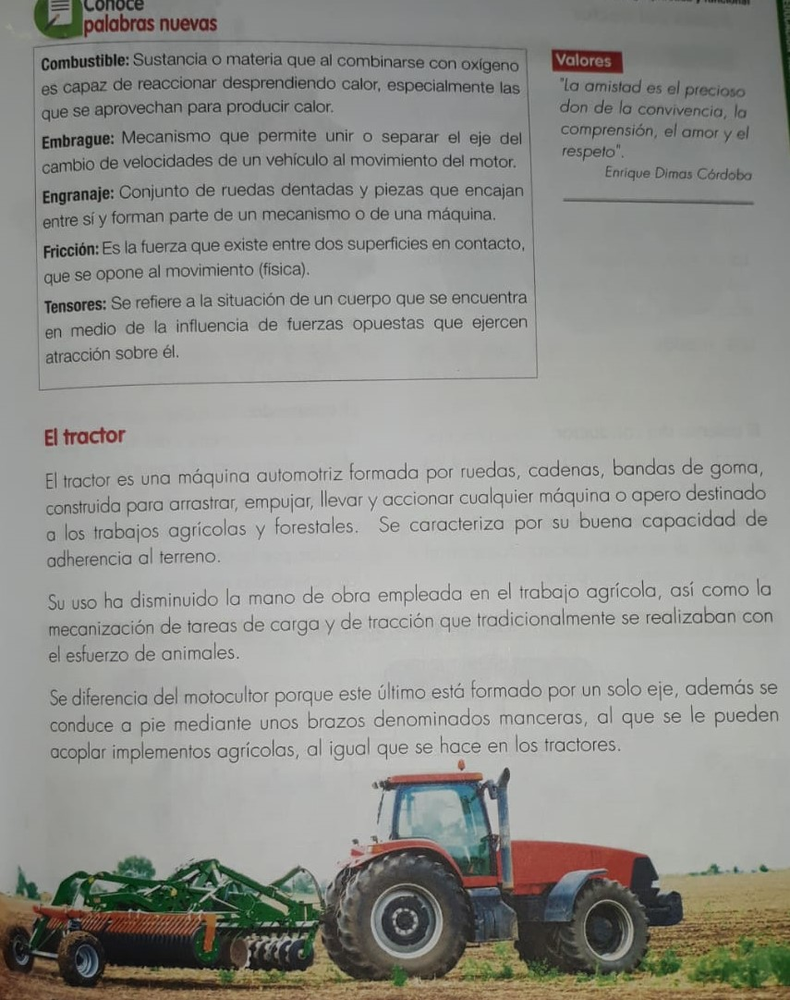 Conoce
palabras nuevas
Combustible: Sustancia o materia que al combinarse con oxígeno
es capaz de reaccionar desprendiendo calor, especialmente las
que se aprovechan para producir calor.
Embrague: Mecanismo que permite unir o separar el eje del
cambio de velocidades de un vehículo al movimiento del motor.
Engranaje: Conjunto de ruedas dentadas y piezas que encajan
entre sí y forman parte de un mecanismo o de una máquina.
Fricción: Es la fuerza que existe entre dos superficies en contacto,
que se opone al movimiento (física).
Tensores: Se refiere a la situación de un cuerpo que se encuentra
en medio de la influencia de fuerzas opuestas que ejercen
atracción sobre él.
Valores
"La amistad es el precioso
don de la convivencia, la
comprensión, el amor y el
respeto".
Enrique Dimas Córdoba
El tractor
El tractor es una máquina automotriz formada por ruedas, cadenas, bandas de goma,
construida para arrastrar, empujar, llevar y accionar cualquier máquina o apero destinado
a los trabajos agrícolas y forestales. Se caracteriza por su buena capacidad de
adherencia al terreno.
Su uso ha disminuido la mano de obra empleada en el trabajo agrícola, así como la
mecanización de tareas de carga y de tracción que tradicionalmente se realizaban con
el esfuerzo de animales.
Se diferencia del motocultor porque este último está formado por un solo eje, además se
conduce a pie mediante unos brazos denominados manceras, al que se le pueden
acoplar implementos agrícolas, al igual que se hace en los tractores.